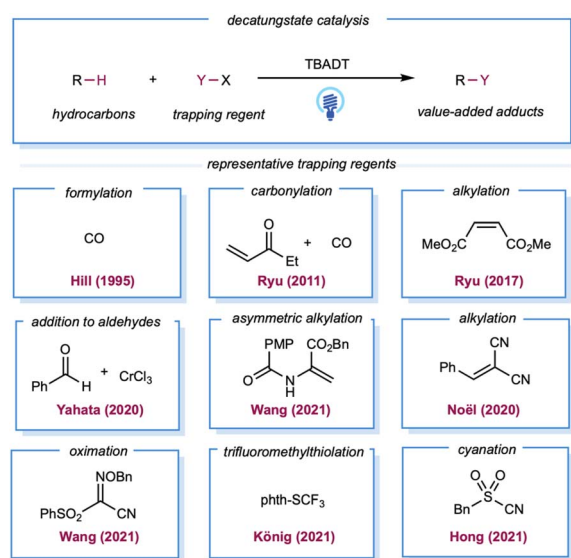 decatungstate catalysis
R–H + Y–X TBADT R–Y
hydrocarbons trapping regent value-added adducts
representative trapping regents
formylation
CO
Hill (1995)
carbonylation
O
Et
+ CO
Ryu (2011)
alkylation
MeO₂C CO₂Me
Ryu (2017)
addition to aldehydes
O
Ph H + CrCl₃
Yahata (2020)
asymmetric alkylation
PMP CO₂Bn
O N
H
Wang (2021)
alkylation
CN
Ph CN
Noël (2020)
oximation
NOBn
PhSO₂ CN
Wang (2021)
trifluoromethylthiolation
phth-SCF₃
König (2021)
cyanation
O O
Bn S CN
Hong (2021)